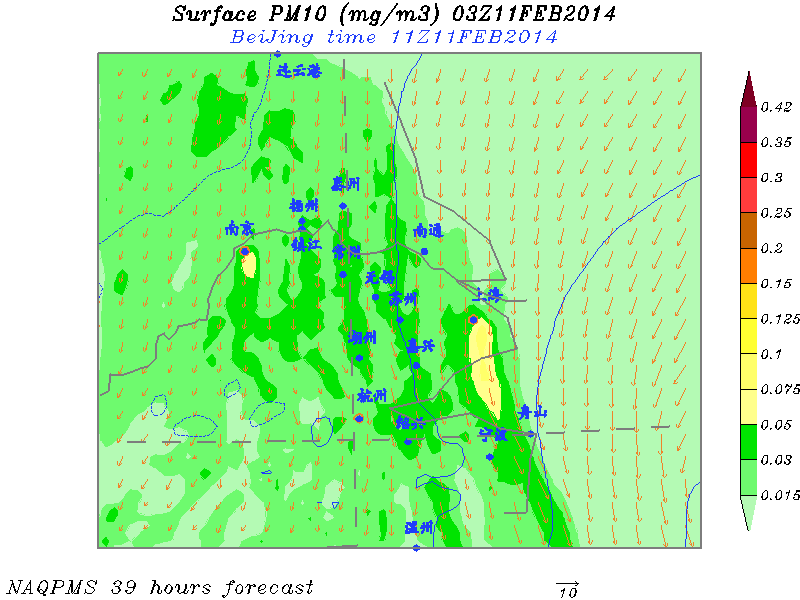 Surface PM10 (mg/m3) 03Z11FEB2014
BeiJing time 11Z11FEB2014
连云港
0.42
0.35
0.3
0.25
0.2
0.15
0.125
0.1
0.075
0.05
0.03
0.015
泰州
扬州
南京
南通
镇江
常州
无锡
上海
苏州
湖州
嘉兴
杭州
舟山
绍兴
宁波
温州
NAQPMS 39 hours forecast
10